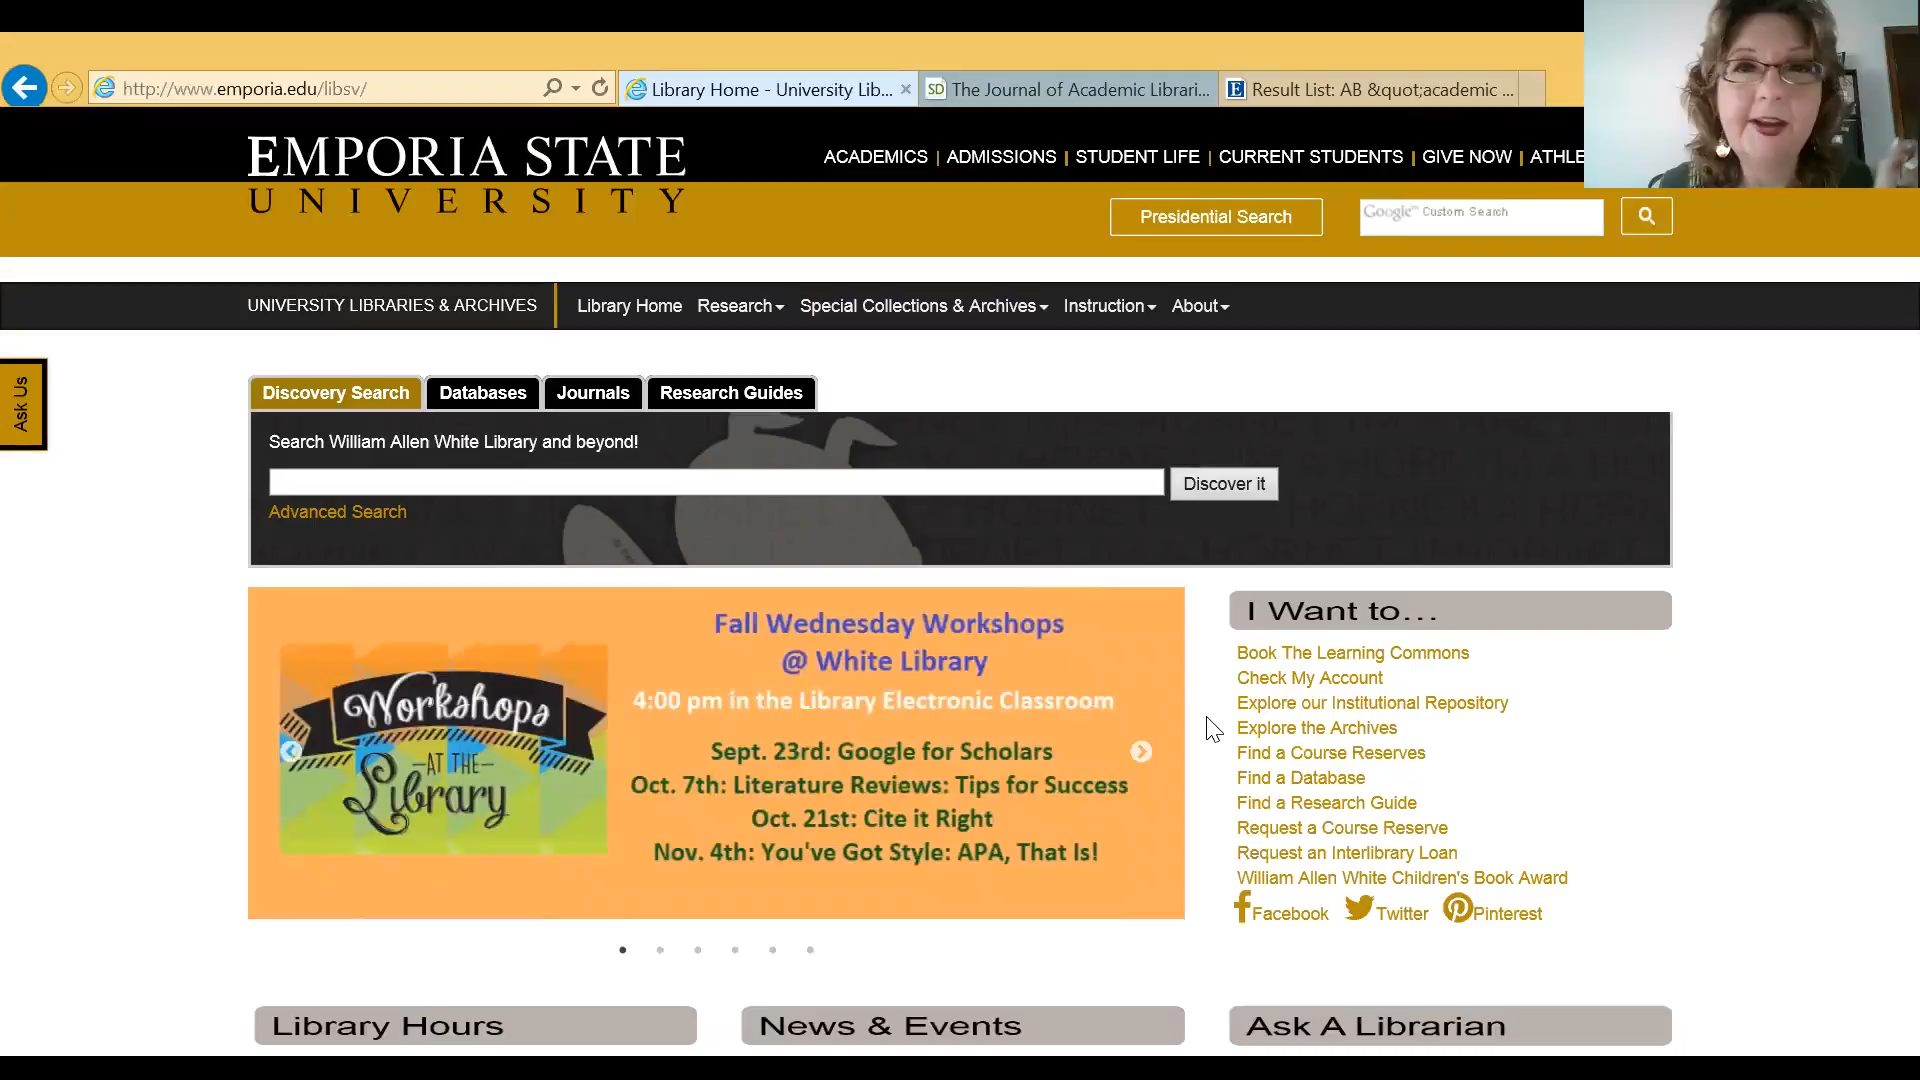 http://www.emporia.edu/libsv/
Library Home - University Lib...
The Journal of Academic Librari...
Result List: AB &quot;academic ...
EMPORIA STATE
UNIVERSITY
ACADEMICS | ADMISSIONS | STUDENT LIFE | CURRENT STUDENTS | GIVE NOW | ATHLE
Presidential Search
Google™ Custom Search
UNIVERSITY LIBRARIES & ARCHIVES
Library Home Research Special Collections & Archives Instruction About
Ask Us
Discovery Search
Databases
Journals
Research Guides
Search William Allen White Library and beyond!
Discover it
Advanced Search
Workshops
AT THE
Library
Fall Wednesday Workshops
@ White Library
4:00 pm in the Library Electronic Classroom
Sept. 23rd: Google for Scholars
Oct. 7th: Literature Reviews: Tips for Success
Oct. 21st: Cite it Right
Nov. 4th: You've Got Style: APA, That Is!
I Want to...
Book The Learning Commons
Check My Account
Explore our Institutional Repository
Explore the Archives
Find a Course Reserves
Find a Database
Find a Research Guide
Request a Course Reserve
Request an Interlibrary Loan
William Allen White Children's Book Award
Facebook Twitter Pinterest
Library Hours
News & Events
Ask A Librarian